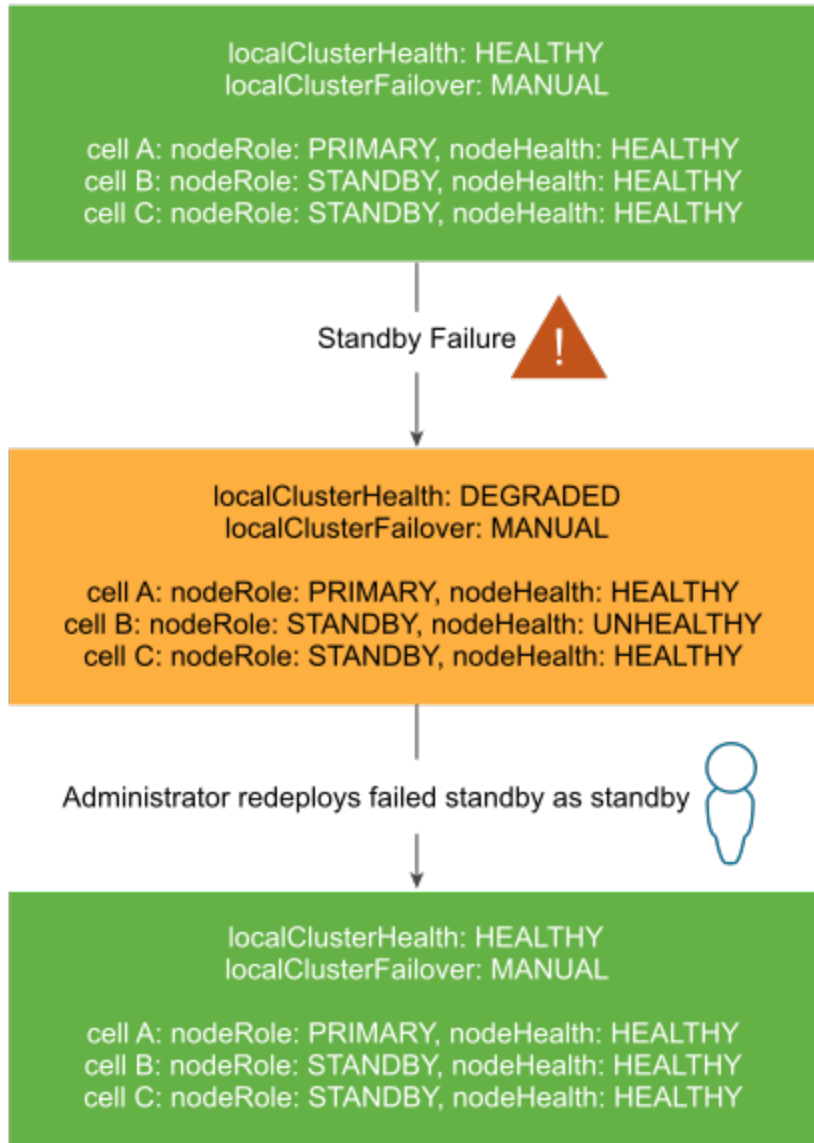 localClusterHealth: HEALTHY
localClusterFailover: MANUAL
cell A: nodeRole: PRIMARY, nodeHealth: HEALTHY
cell B: nodeRole: STANDBY, nodeHealth: HEALTHY
cell C: nodeRole: STANDBY, nodeHealth: HEALTHY
Standby Failure
!
localClusterHealth: DEGRADED
localClusterFailover: MANUAL
cell A: nodeRole: PRIMARY, nodeHealth: HEALTHY
cell B: nodeRole: STANDBY, nodeHealth: UNHEALTHY
cell C: nodeRole: STANDBY, nodeHealth: HEALTHY
Administrator redeploys failed standby as standby
localClusterHealth: HEALTHY
localClusterFailover: MANUAL
cell A: nodeRole: PRIMARY, nodeHealth: HEALTHY
cell B: nodeRole: STANDBY, nodeHealth: HEALTHY
cell C: nodeRole: STANDBY, nodeHealth: HEALTHY